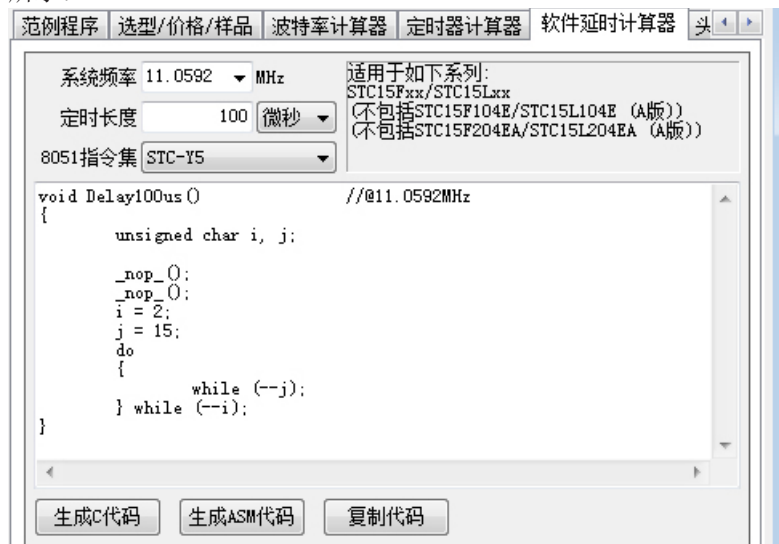 范例程序 选型/价格/样品 波特率计算器 定时器计算器 软件延时计算器 头
系统频率 11.0592 MHz
定时长度 100 微秒
8051指令集 STC-Y5
适用于如下系列:
STC15Fxx/STC15Lxx
(不包括STC15F104E/STC15L104E (A版))
(不包括STC15F204EA/STC15L204EA (A版))
void Delay100us() //@11.0592MHz
{
unsigned char i, j;
_nop_();
_nop_();
i = 2;
j = 15;
do
{
while (--j);
} while (--i);
}
生成C代码 生成ASM代码 复制代码